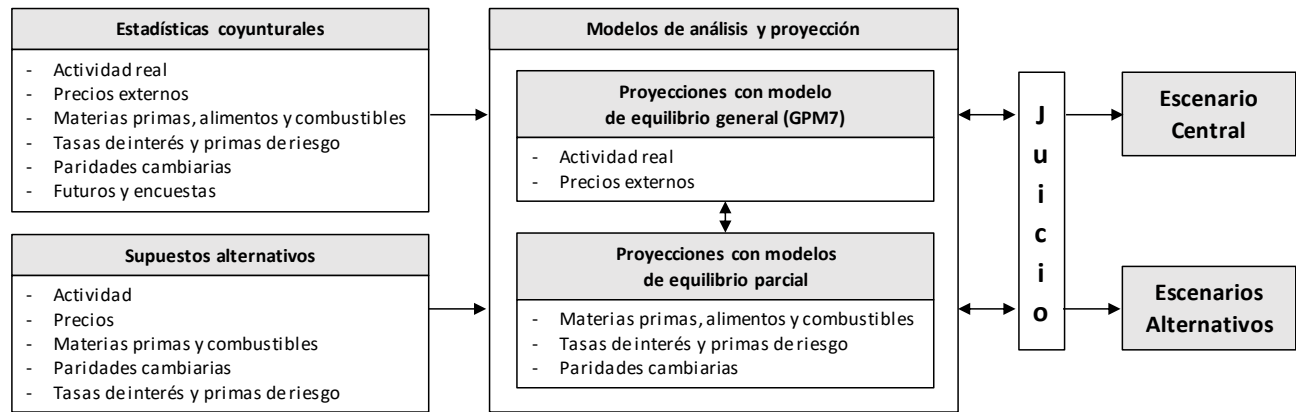 Estadísticas coyunturales
- Actividad real
- Precios externos
- Materias primas, alimentos y combustibles
- Tasas de interés y primas de riesgo
- Paridades cambiarias
- Futuros y encuestas
Supuestos alternativos
- Actividad
- Precios
- Materias primas y combustibles
- Paridades cambiarias
- Tasas de interés y primas de riesgo
Modelos de análisis y proyección
Proyecciones con modelo
de equilibrio general (GPM7)
- Actividad real
- Precios externos
Proyecciones con modelos
de equilibrio parcial
- Materias primas, alimentos y combustibles
- Tasas de interés y primas de riesgo
- Paridades cambiarias
J
u
i
c
i
o
Escenario
Central
Escenarios
Alternativos